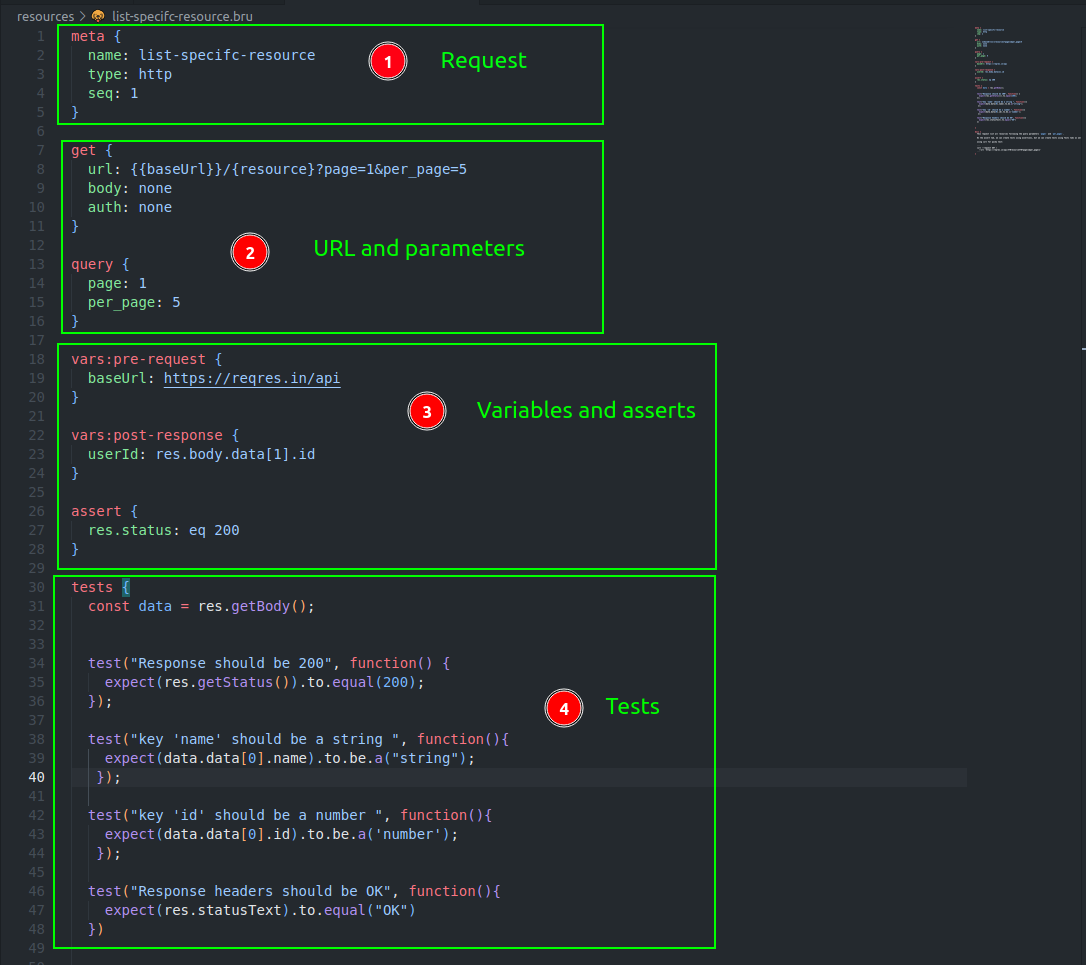 resources > list-specifc-resource.bru
1 meta {
2 name: list-specifc-resource
3 type: http
4 seq: 1
5 }
1 Request
6
7 get {
8 url: {{baseUrl}}/{resource}?page=1&per_page=5
9 body: none
10 auth: none
11 }
12
2 URL and parameters
13 query {
14 page: 1
15 per_page: 5
16 }
17
18 vars:pre-request {
19 baseUrl: https://reqres.in/api
20 }
21
3 Variables and asserts
22 vars:post-response {
23 userId: res.body.data[1].id
24 }
25
26 assert {
27 res.status: eq 200
28 }
29
30 tests {
31 const data = res.getBody();
32
33
34 test("Response should be 200", function() {
35 expect(res.getStatus()).to.equal(200);
36 });
4 Tests
37
38 test("key 'name' should be a string ", function(){
39 expect(data.data[0].name).to.be.a("string");
40 });
41
42 test("key 'id' should be a number ", function(){
43 expect(data.data[0].id).to.be.a('number');
44 });
45
46 test("Response headers should be OK", function(){
47 expect(res.statusText).to.equal("OK")
48 })
49